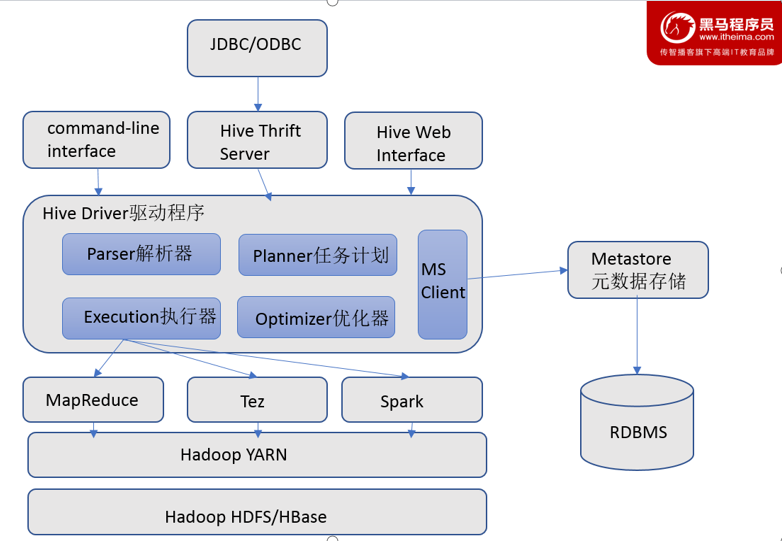 黑马程序员
www.itheima.com
传智播客旗下高端IT教育品牌
JDBC/ODBC
command-line
interface
Hive Thrift
Server
Hive Web
Interface
Hive Driver驱动程序
Parser解析器
Planner任务计划
MS
Client
Execution执行器
Optimizer优化器
Metastore
元数据存储
MapReduce
Tez
Spark
RDBMS
Hadoop YARN
Hadoop HDFS/HBase